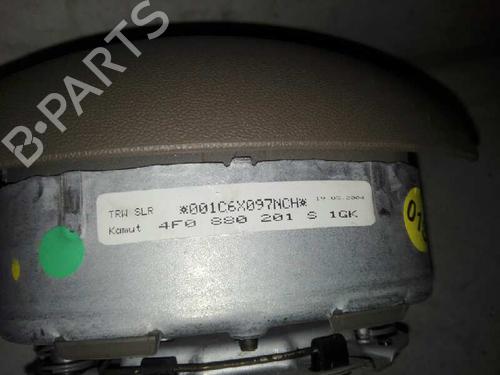 B-PARTS
TRW SLR *001C6X097NCH* 19.05.2004
Kamut 4F0 880 201 S 1GK